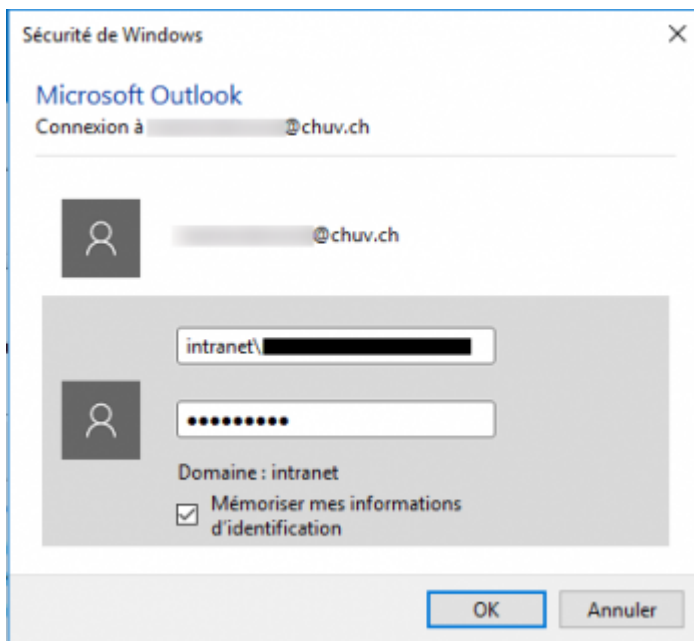 Sécurité de Windows
Microsoft Outlook
Connexion à @chuv.ch
@chuv.ch
intranet\
•••••••••
Domaine : intranet
Mémoriser mes informations
d'identification
OK
Annuler